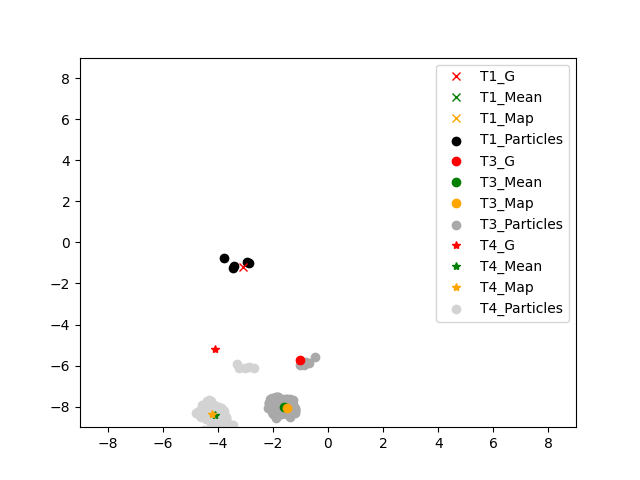 8
6
4
2
0
−2
−4
−6
−8
−8
−6
−4
−2
0
2
4
6
8
T1_G
T1_Mean
T1_Map
T1_Particles
T3_G
T3_Mean
T3_Map
T3_Particles
T4_G
T4_Mean
T4_Map
T4_Particles